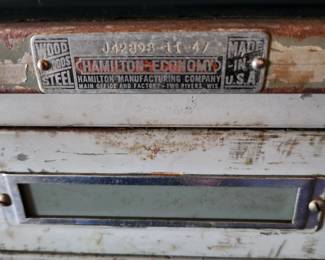 WOOD GOODS STEEL
J42898-11-47
HAMILTON-ECONOMY
HAMILTON MANUFACTURING COMPANY
MAIN OFFICE AND FACTORY-TWO RIVERS, WIS.
MADE
-IN-
U.S.A.